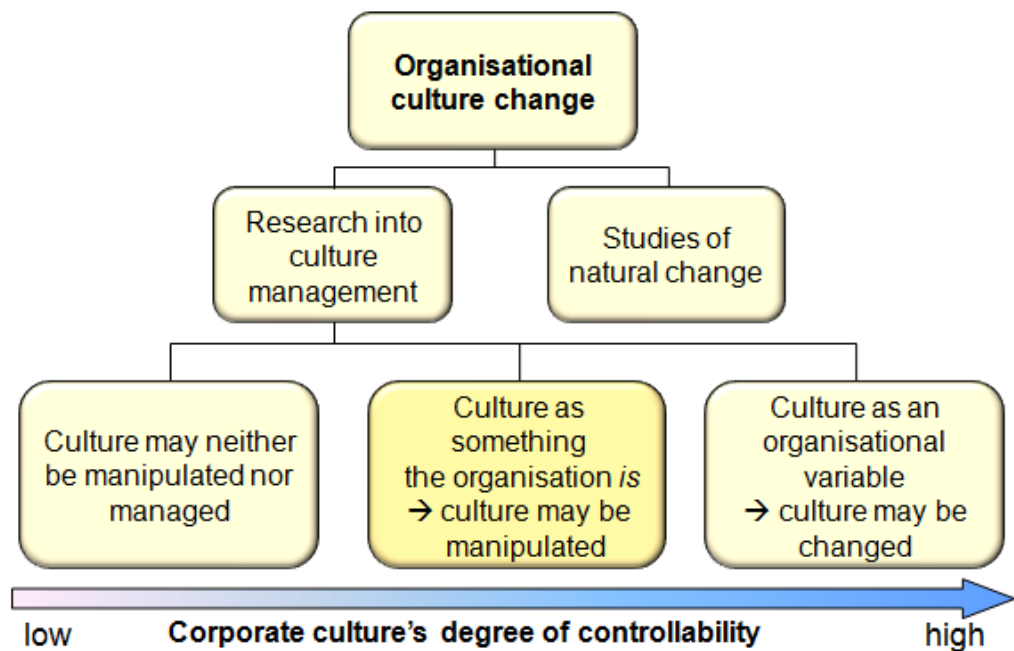 Organisational
culture change
Research into
culture
management
Studies of
natural change
Culture may neither
be manipulated nor
managed
Culture as
something
the organisation is
→ culture may be
manipulated
Culture as an
organisational
variable
→ culture may be
changed
low
Corporate culture's degree of controllability
high